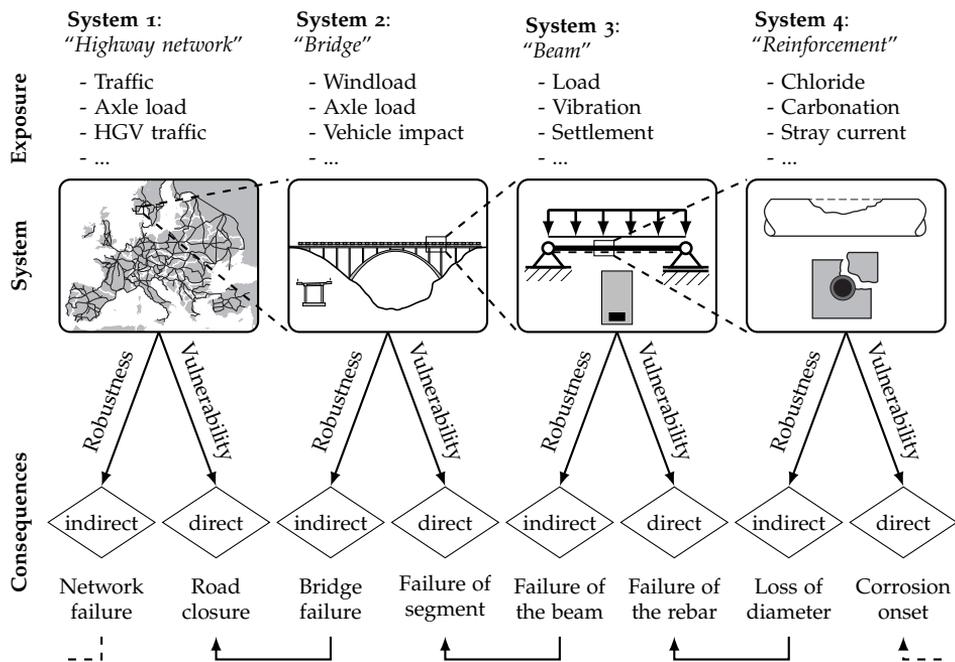 System 1:
"Highway network"
- Traffic
- Axle load
- HGV traffic
- ...
System 2:
"Bridge"
- Windload
- Axle load
- Vehicle impact
- ...
System 3:
"Beam"
- Load
- Vibration
- Settlement
- ...
System 4:
"Reinforcement"
- Chloride
- Carbonation
- Stray current
- ...
Exposure
System
Robustness
Vulnerability
Robustness
Vulnerability
Robustness
Vulnerability
Robustness
Vulnerability
Consequences
indirect
direct
indirect
direct
indirect
direct
indirect
direct
Network
failure
Road
closure
Bridge
failure
Failure of
segment
Failure of
the beam
Failure of
the rebar
Loss of
diameter
Corrosion
onset